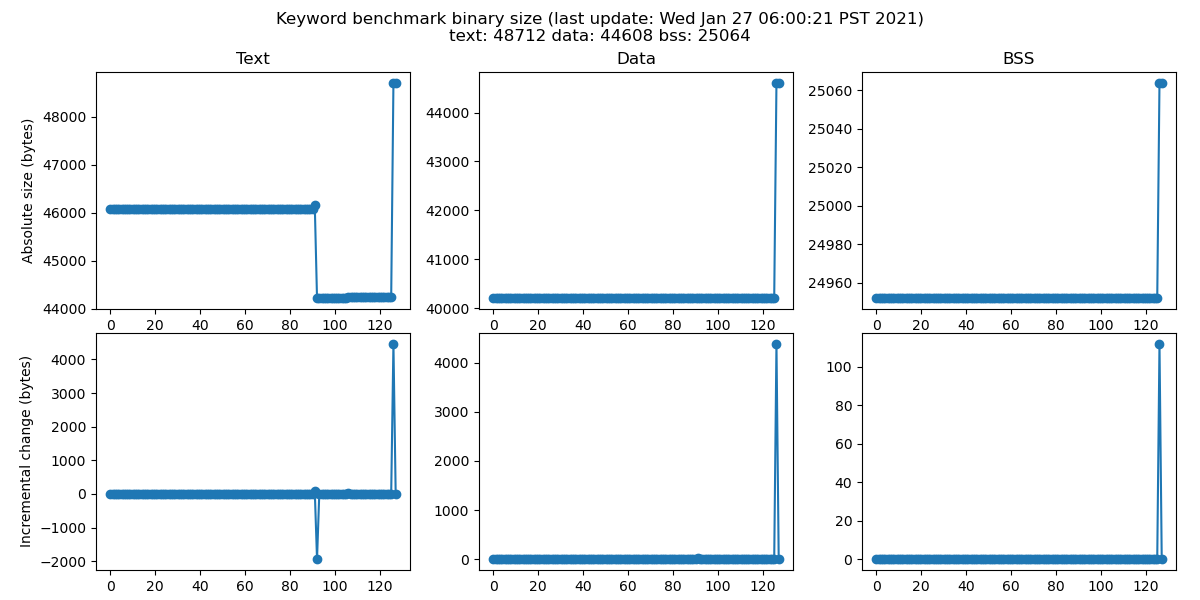 Keyword benchmark binary size (last update: Wed Jan 27 06:00:21 PST 2021)
text: 48712 data: 44608 bss: 25064
Text
Data
BSS
Absolute size (bytes)
48000
47000
46000
45000
44000
0 20 40 60 80 100 120
44000
43000
42000
41000
40000
0 20 40 60 80 100 120
25060
25040
25020
25000
24980
24960
0 20 40 60 80 100 120
Incremental change (bytes)
4000
3000
2000
1000
0
−1000
−2000
0 20 40 60 80 100 120
4000
3000
2000
1000
0
0 20 40 60 80 100 120
100
80
60
40
20
0
0 20 40 60 80 100 120